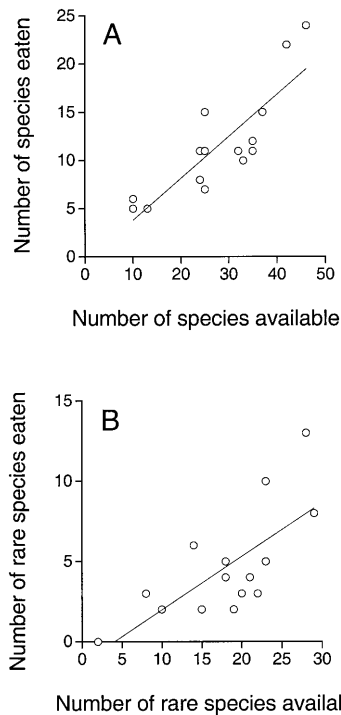 A
Number of species eaten
25
20
15
10
5
0
0 10 20 30 40 50
Number of species available
B
Number of rare species eaten
15
10
5
0
0 5 10 15 20 25 30
Number of rare species availal